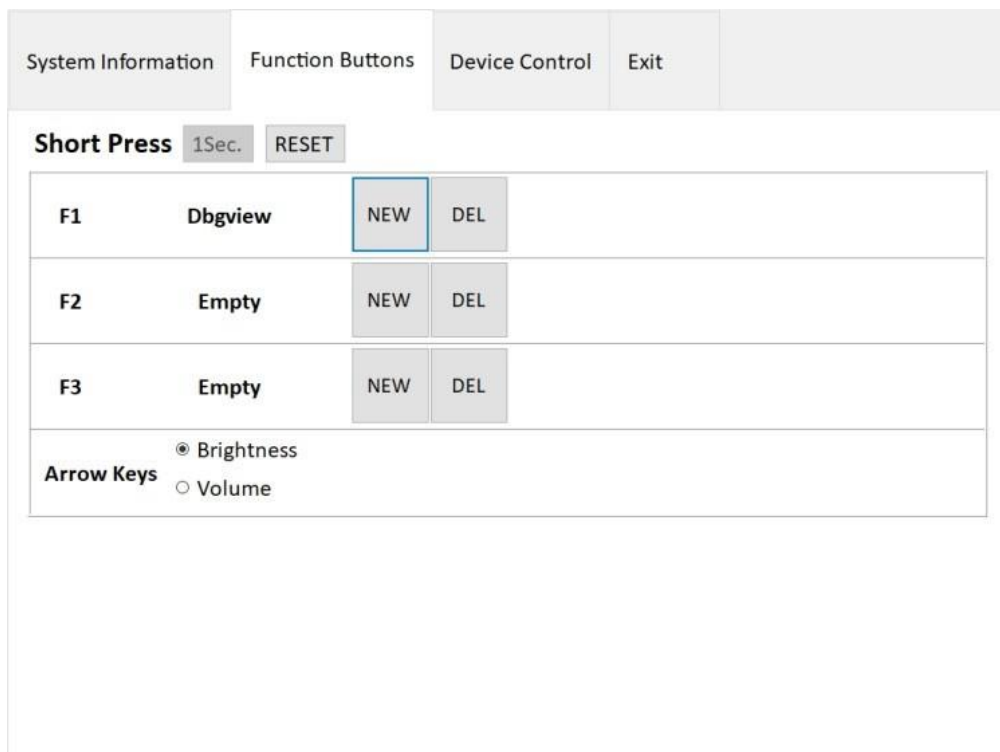 System Information Function Buttons Device Control Exit
Short Press 1Sec. RESET
F1 Dbgview NEW DEL
F2 Empty NEW DEL
F3 Empty NEW DEL
Brightness
Arrow Keys
Volume